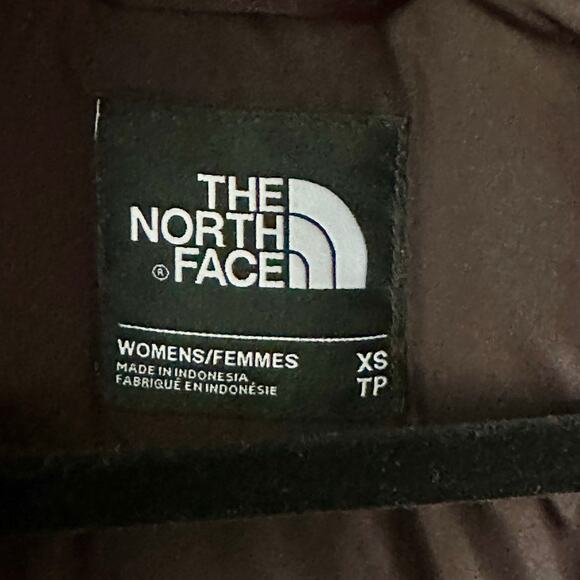 THE
NORTH
® FACE
WOMENS/FEMMES XS
MADE IN INDONESIA TP
FABRIQUÉ EN INDONÉSIE